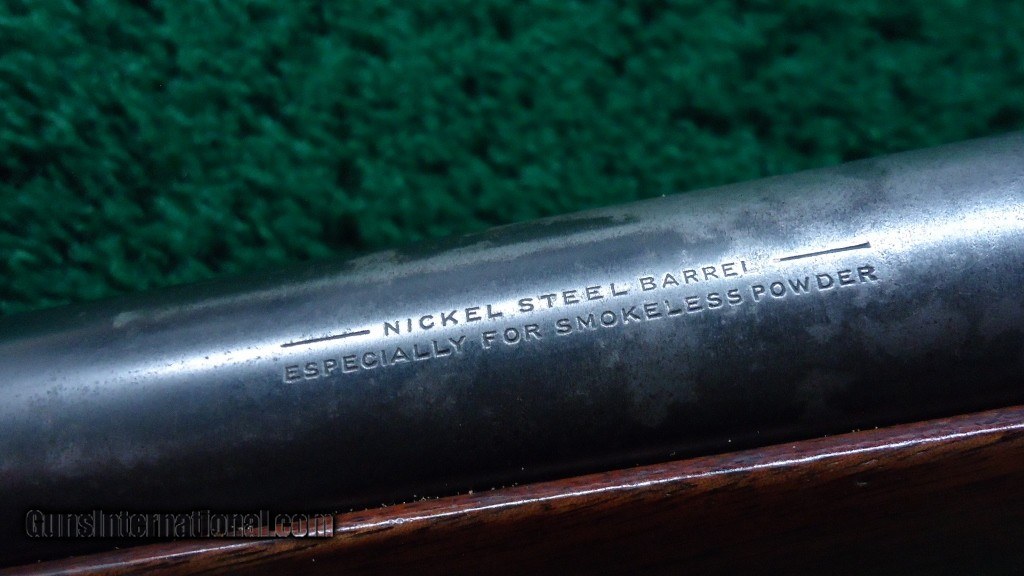 NICKEL STEEL BARREL
ESPECIALLY FOR SMOKELESS POWDER
GunsInternational.com